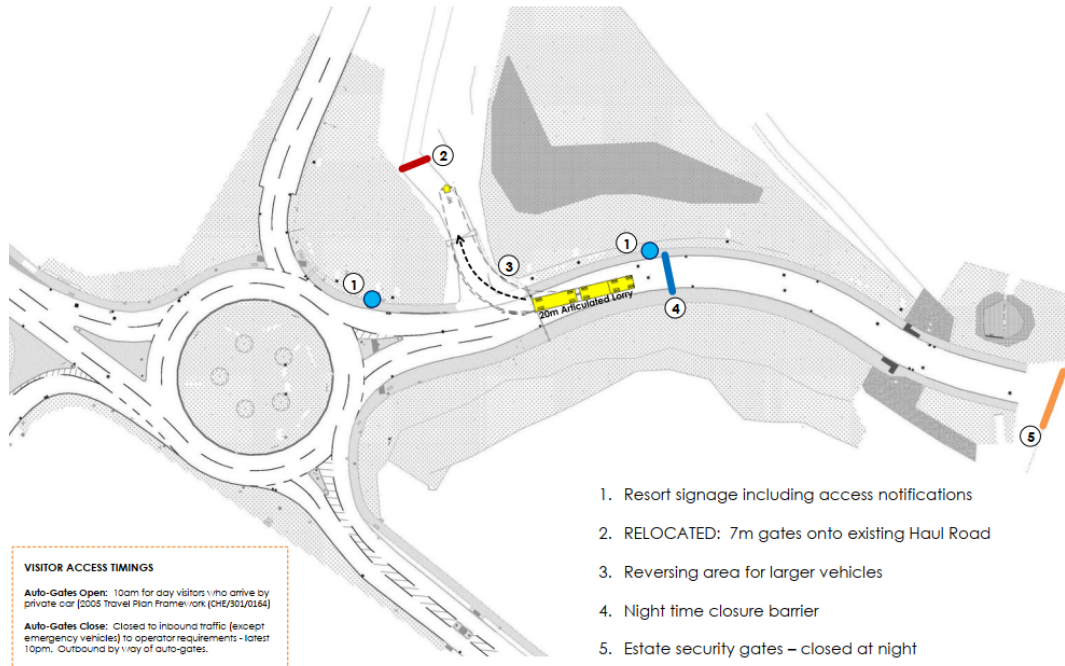 2
1
3
1
20m Articulated Lorry
4
5
1. Resort signage including access notifications
2. RELOCATED: 7m gates onto existing Haul Road
3. Reversing area for larger vehicles
4. Night time closure barrier
5. Estate security gates – closed at night
VISITOR ACCESS TIMINGS
Auto-Gates Open: 10am for day visitors who arrive by
private car (2005 Travel Plan Framework (CHE/301/0164)
Auto-Gates Close: Closed to inbound traffic (except
emergency vehicles) to operator requirements - latest
10pm. Outbound by way of auto-gates.